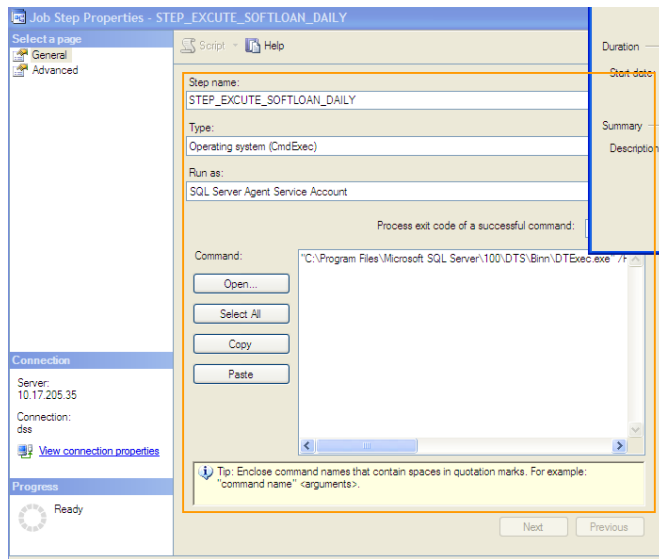 Job Step Properties - STEP_EXCUTE_SOFTLOAN_DAILY
Select a page
General
Advanced
Script
Help
Step name:
STEP_EXCUTE_SOFTLOAN_DAILY
Type:
Operating system (CmdExec)
Run as:
SQL Server Agent Service Account
Process exit code of a successful command:
Command:
"C:\Program Files\Microsoft SQL Server\100\DTS\Binn\DTExec.exe" /F
Open...
Select All
Copy
Paste
Tip: Enclose command names that contain spaces in quotation marks. For example:
"command name" <arguments>.
Next
Previous
Connection
Server:
10.17.205.35
Connection:
dss
View connection properties
Progress
Ready
Duration
Start date:
Summary
Description